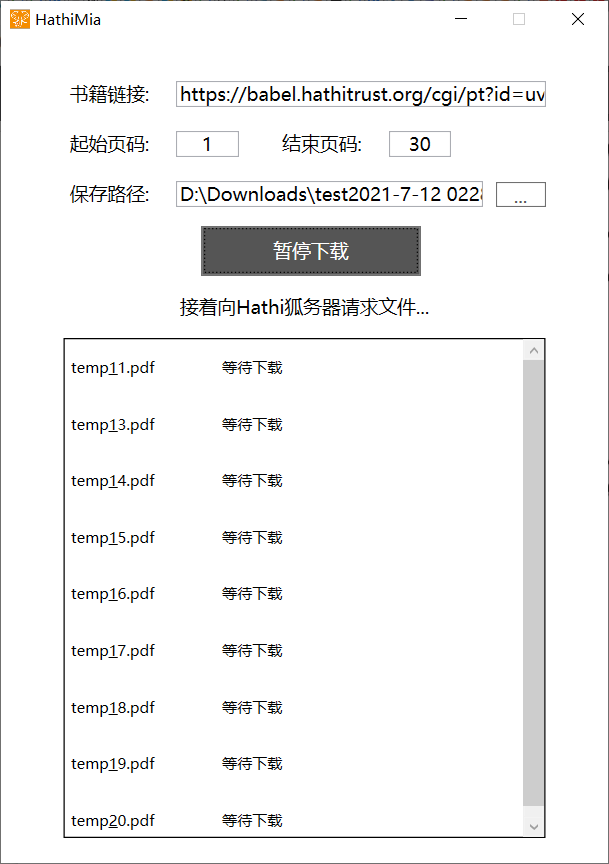 HathiMia
书籍链接: https://babel.hathitrust.org/cgi/pt?id=uv
起始页码: 1 结束页码: 30
保存路径: D:\Downloads\test2021-7-12 0228 ...
暂停下载
接着向Hathi狐务器请求文件...
temp11.pdf 等待下载
temp13.pdf 等待下载
temp14.pdf 等待下载
temp15.pdf 等待下载
temp16.pdf 等待下载
temp17.pdf 等待下载
temp18.pdf 等待下载
temp19.pdf 等待下载
temp20.pdf 等待下载